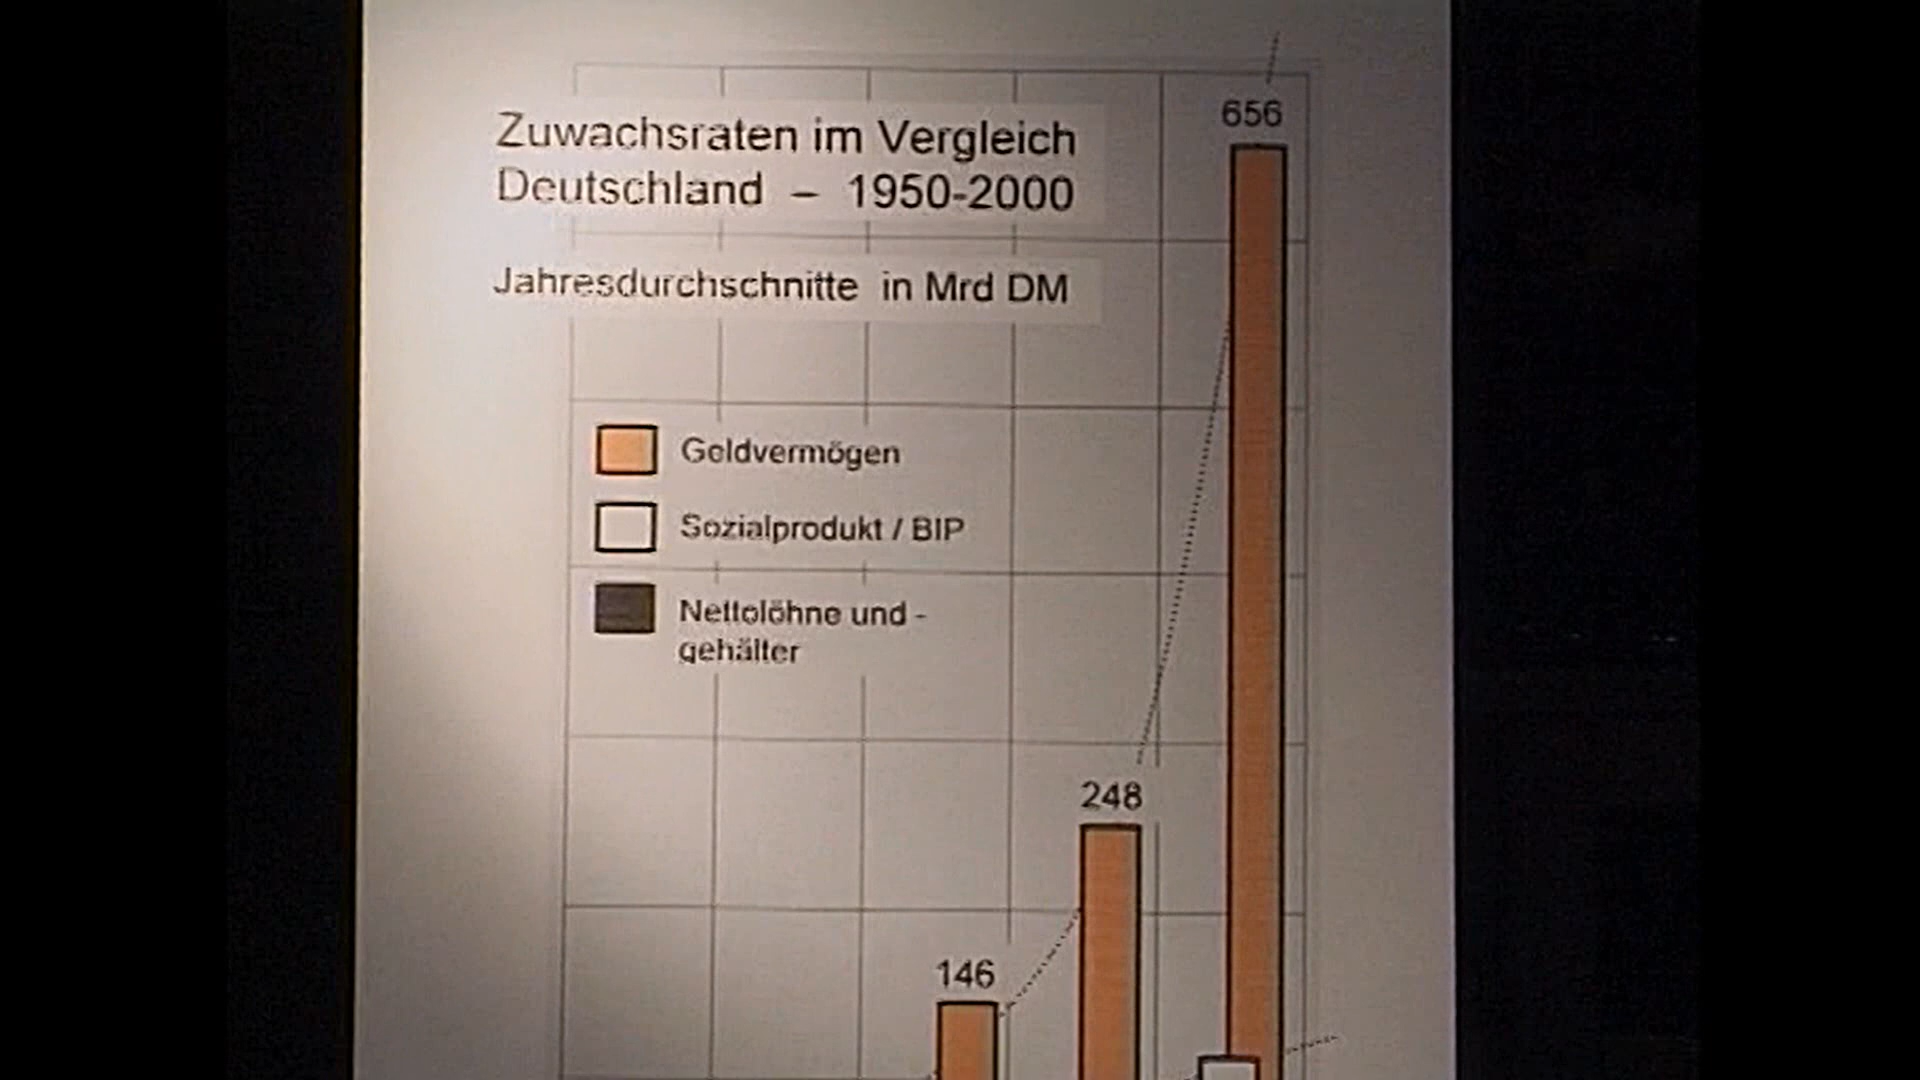 656
Zuwachsraten im Vergleich
Deutschland – 1950-2000
Jahresdurchschnitte in Mrd DM
Geldvermögen
Sozialprodukt / BIP
Nettolöhne und -
gehälter
248
146